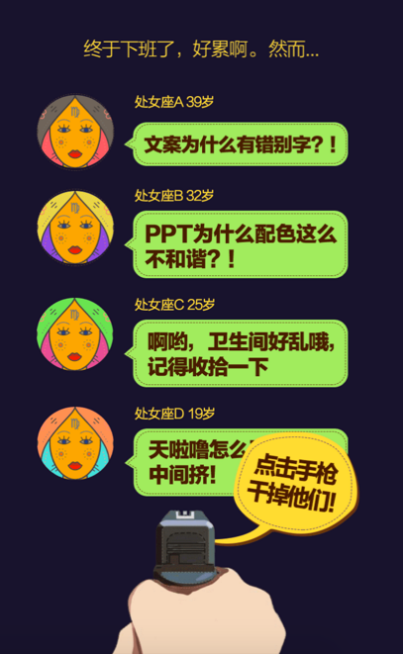 终于下班了，好累啊。然而...
处女座A 39岁
文案为什么有错别字？！
处女座B 32岁
PPT为什么配色这么
不和谐？！
处女座C 25岁
啊哟，卫生间好乱哦，
记得收拾一下
处女座D 19岁
天啦噜怎么
中间挤！
点击手枪
干掉他们！